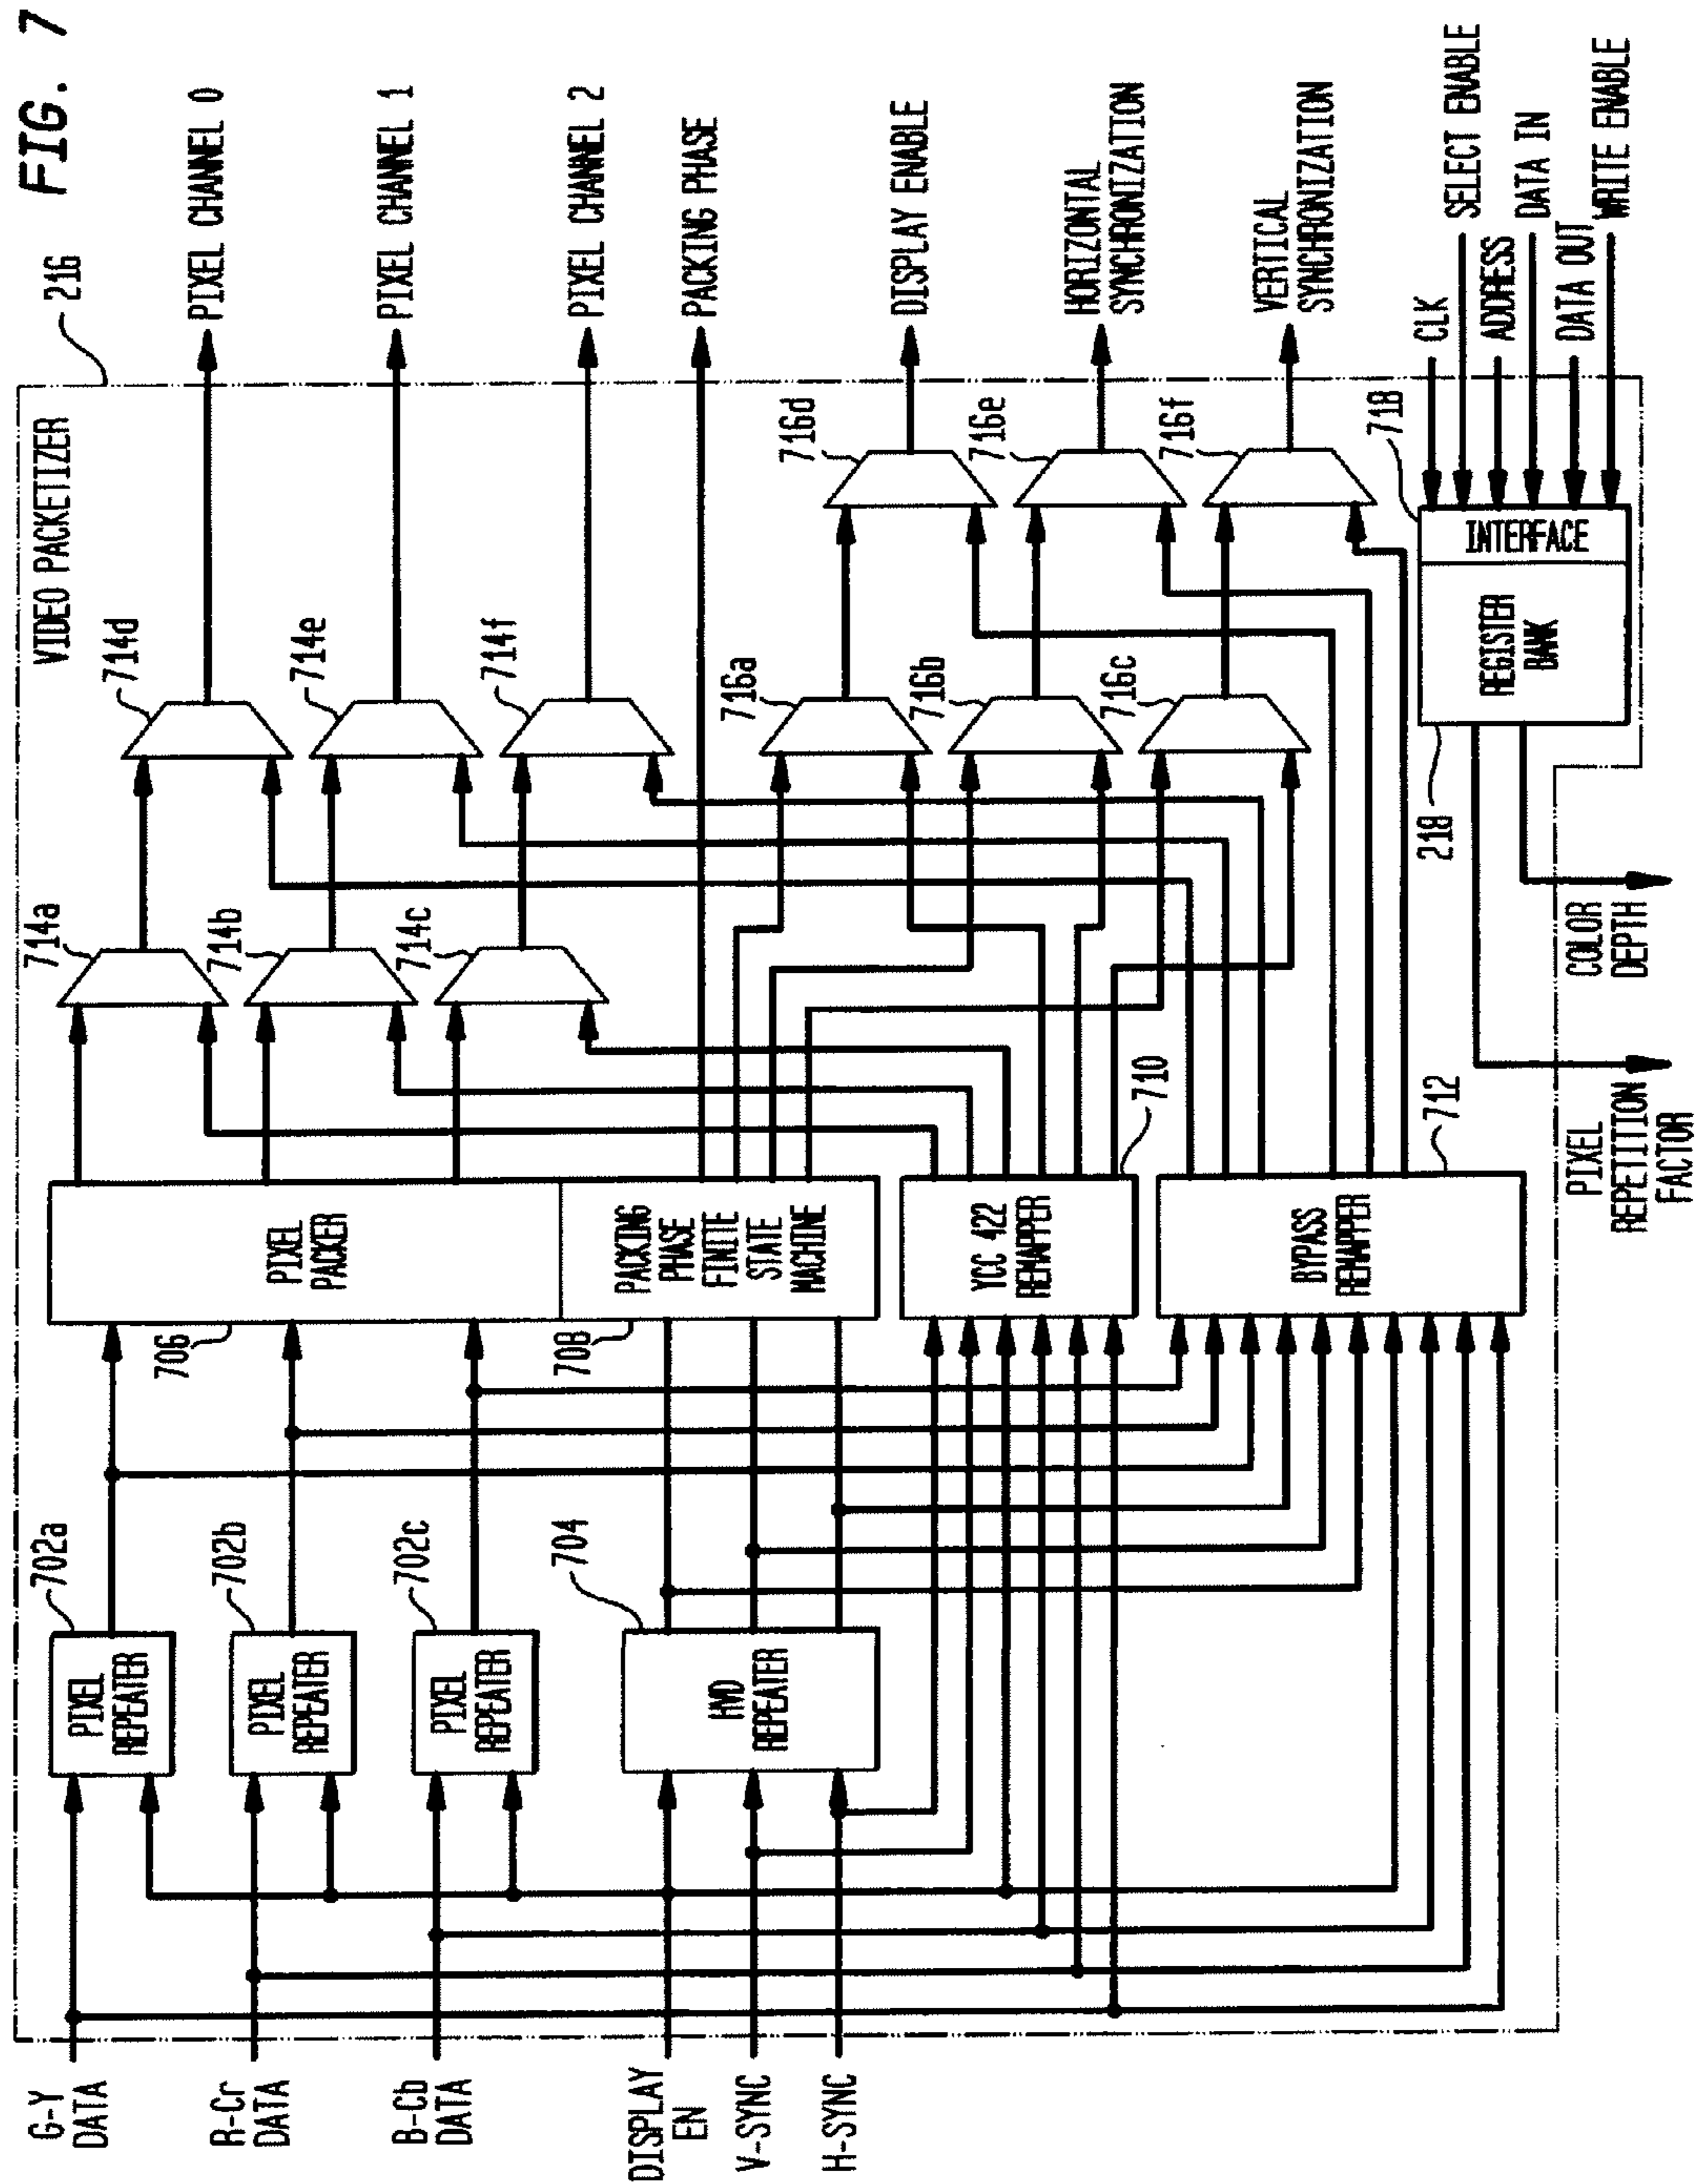 FIG. 7
216
VIDEO PACKETIZER
G-Y
DATA
R-Cr
DATA
B-Cb
DATA
DISPLAY
EN
V-SYNC
H-SYNC
702a
PIXEL
REPEATER
702b
PIXEL
REPEATER
702c
PIXEL
REPEATER
704
HVD
REPEATER
706
PIXEL
PACKER
708
PACKING
PHASE
FINITE
STATE
MACHINE
710
YCC 422
REMAPPER
712
BYPASS
REMAPPER
714a
714b
714c
714d
714e
714f
716a
716b
716c
716d
716e
716f
PIXEL CHANNEL 0
PIXEL CHANNEL 1
PIXEL CHANNEL 2
PACKING PHASE
DISPLAY ENABLE
HORIZONTAL
SYNCHRONIZATION
VERTICAL
SYNCHRONIZATION
CLK
SELECT ENABLE
ADDRESS
DATA IN
DATA OUT
WRITE ENABLE
718
INTERFACE
REGISTER
BANK
218
COLOR
DEPTH
PIXEL
REPETITION
FACTOR